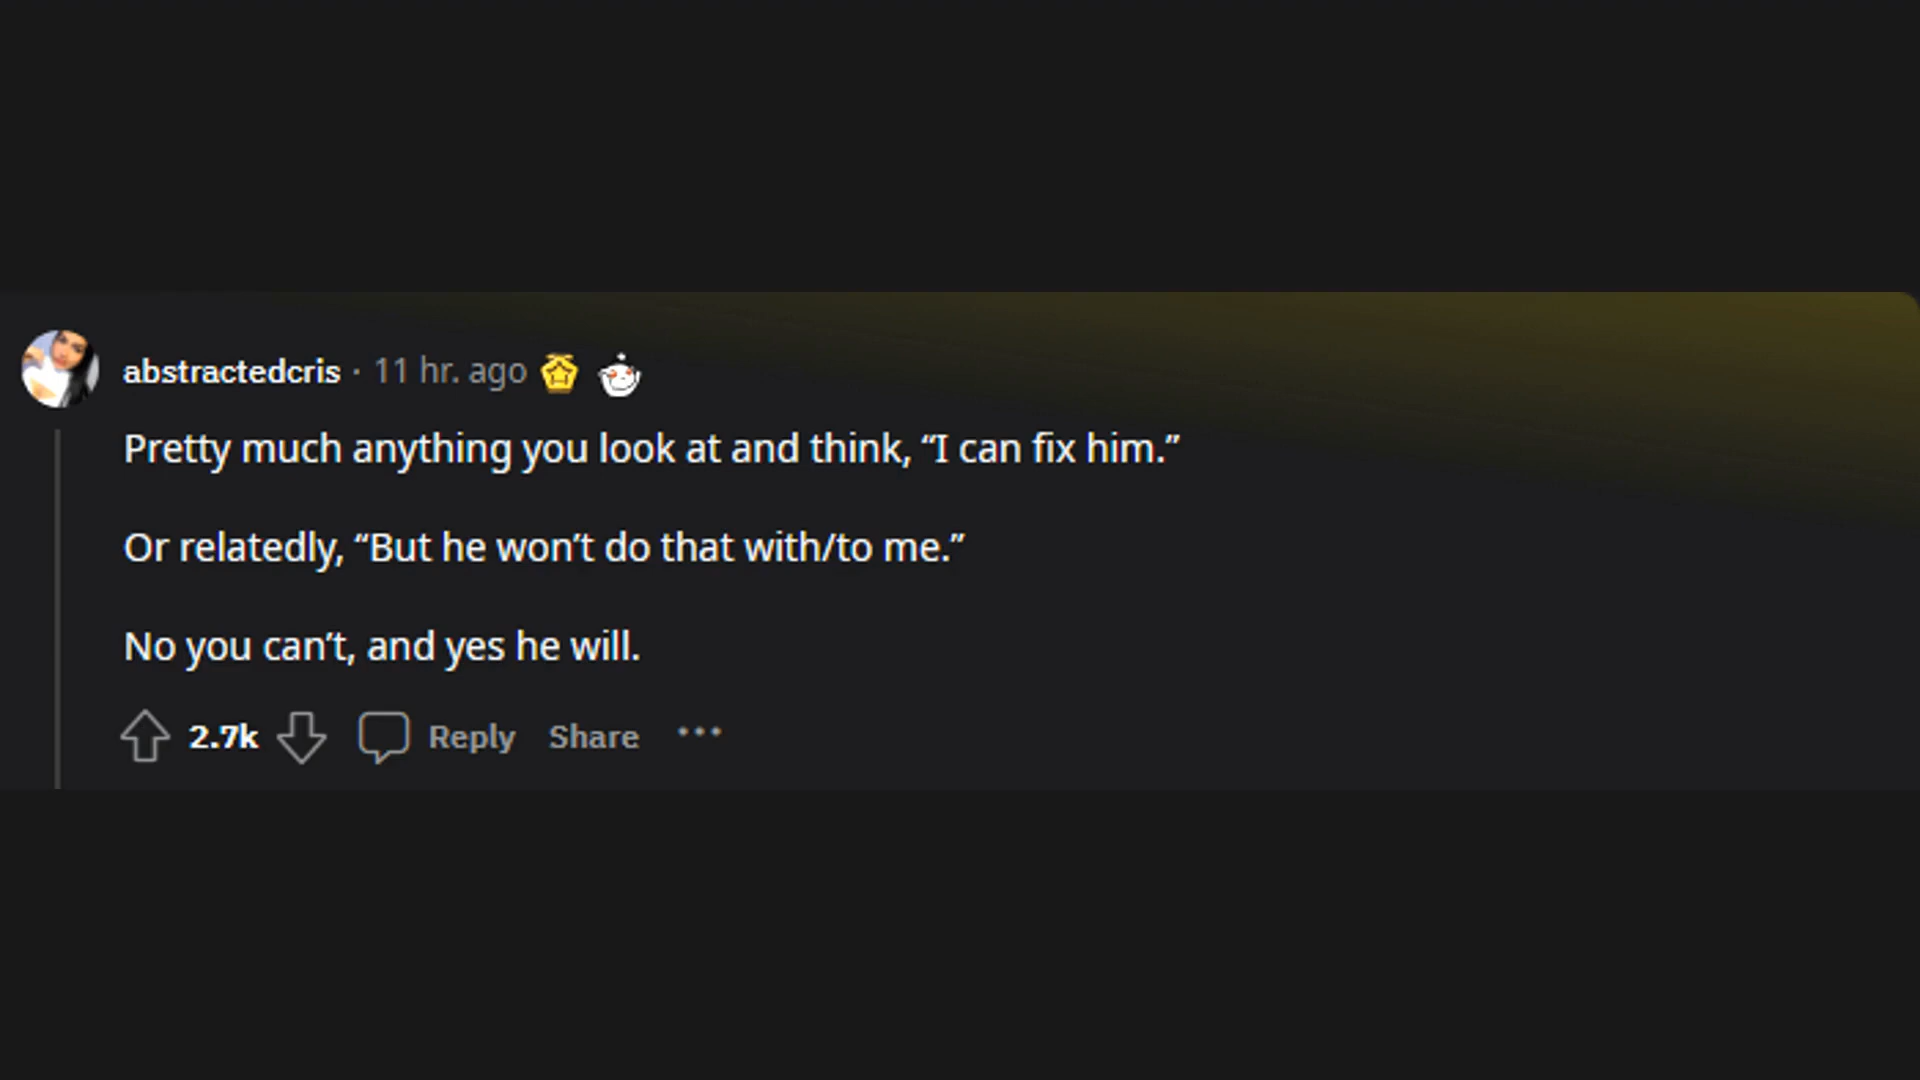 abstractedcris · 11 hr. ago
Pretty much anything you look at and think, “I can fix him.”
Or relatedly, “But he won’t do that with/to me.”
No you can’t, and yes he will.
2.7k Reply Share ···